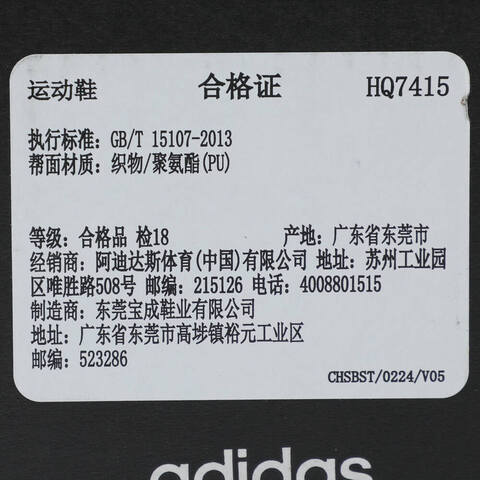 运动鞋 合格证 HQ7415
执行标准: GB/T 15107-2013
帮面材质: 织物/聚氨酯(PU)
等级: 合格品 检18 产地: 广东省东莞市
经销商: 阿迪达斯体育(中国)有限公司 地址: 苏州工业园
区唯胜路508号 邮编: 215126 电话: 4008801515
制造商: 东莞宝成鞋业有限公司
地址: 广东省东莞市高埗镇裕元工业区
邮编: 523286
CHSBST/0224/V05
adidas